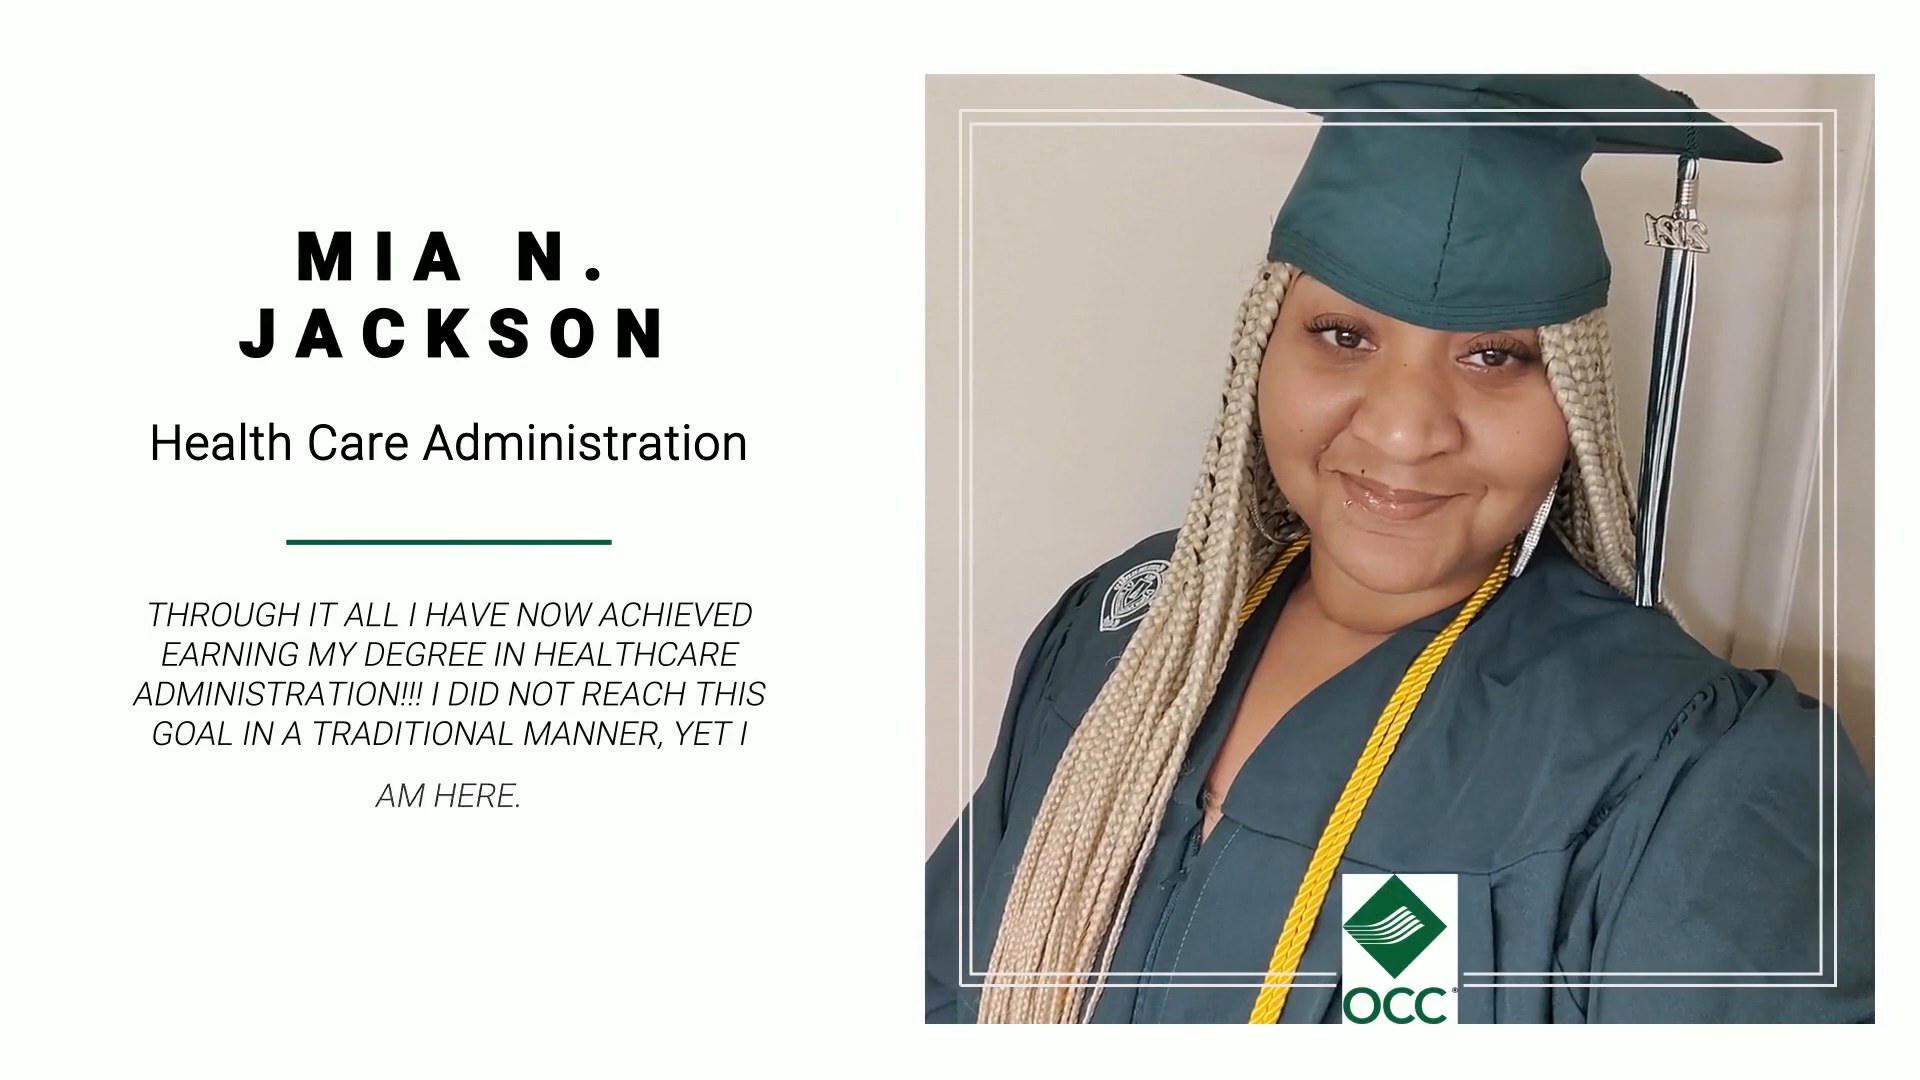 MIA N.
JACKSON
Health Care Administration
THROUGH IT ALL I HAVE NOW ACHIEVED
EARNING MY DEGREE IN HEALTHCARE
ADMINISTRATION!!! I DID NOT REACH THIS
GOAL IN A TRADITIONAL MANNER, YET I
AM HERE.
2021
OCC®